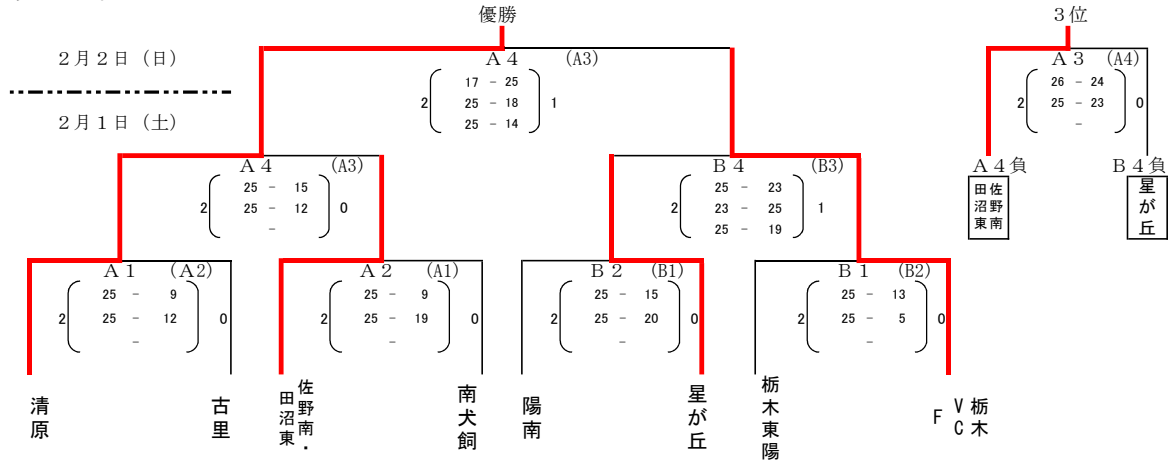 優勝
3位
2月2日（日）
2月1日（土）
A4 (A3)
2 17 - 25 1
25 - 18
25 - 14
A3 (A4)
2 26 - 24 0
25 - 23
-
A4負
B4負
佐野南
田沼東
星が丘
A4 (A3)
25 - 15
2 25 - 12 0
-
B4 (B3)
25 - 23
2 23 - 25 1
25 - 19
A1 (A2)
25 - 9
2 25 - 12 0
-
A2 (A1)
25 - 9
2 25 - 19 0
-
B2 (B1)
25 - 15
2 25 - 20 0
-
B1 (B2)
25 - 13
2 25 - 5 0
-
清原
古里
佐野南・
田沼東
南犬飼
陽南
星が丘
栃木東陽
栃木
VC
F